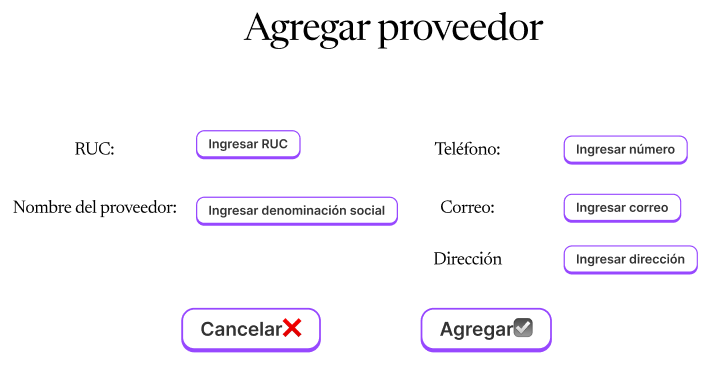 Agregar proveedor
RUC: Ingresar RUC
Nombre del proveedor: Ingresar denominación social
Teléfono: Ingresar número
Correo: Ingresar correo
Dirección Ingresar dirección
Cancelar❌
Agregar☑